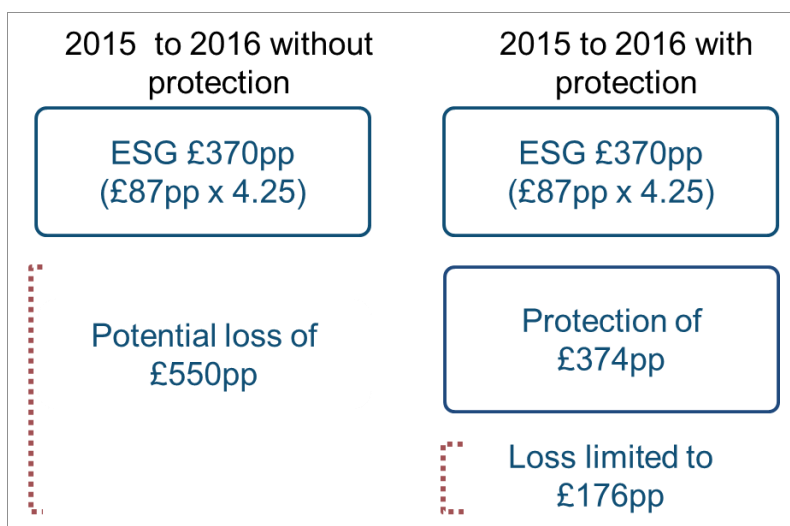 2015 to 2016 without
protection
ESG £370pp
(£87pp x 4.25)
Potential loss of
£550pp
2015 to 2016 with
protection
ESG £370pp
(£87pp x 4.25)
Protection of
£374pp
Loss limited to
£176pp